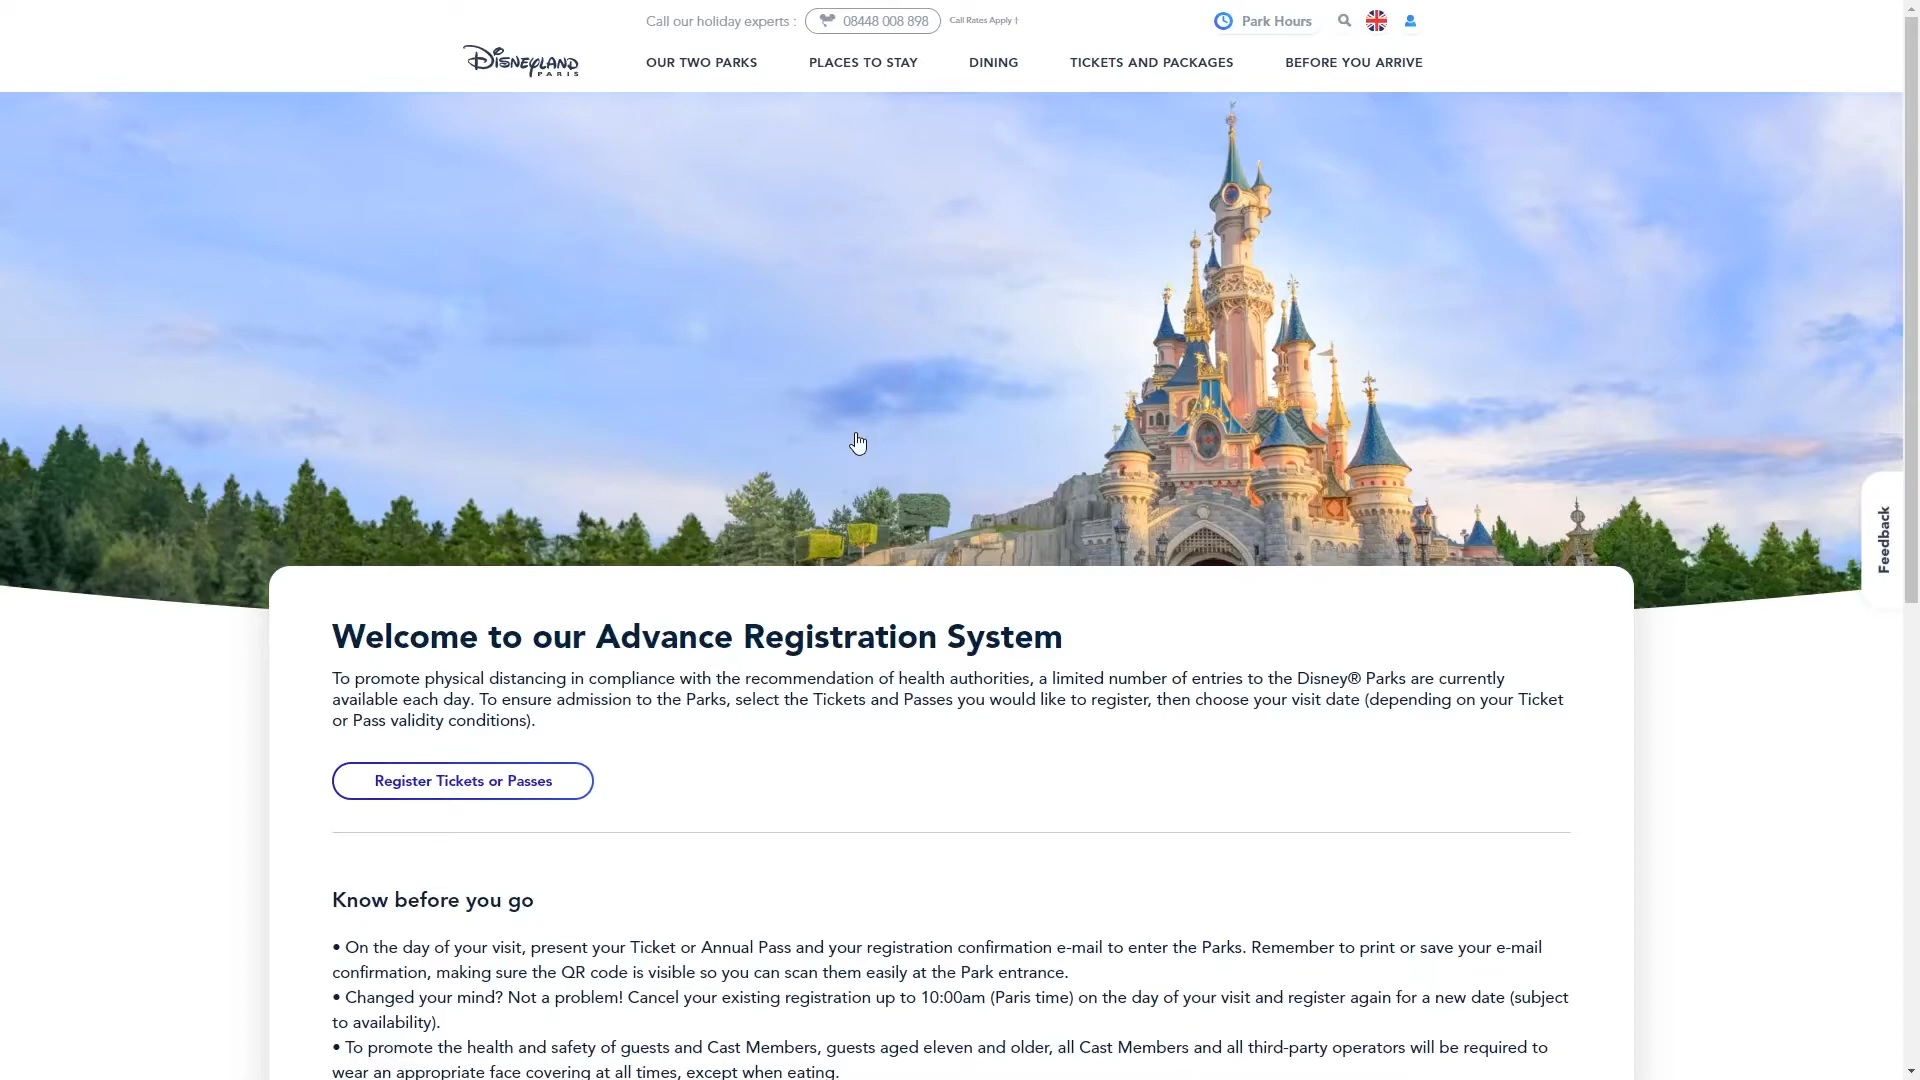 Call our holiday experts : 08448 008 898 Call Rates Apply †
Park Hours
Disneyland
PARIS
OUR TWO PARKS
PLACES TO STAY
DINING
TICKETS AND PACKAGES
BEFORE YOU ARRIVE
Feedback
Welcome to our Advance Registration System
To promote physical distancing in compliance with the recommendation of health authorities, a limited number of entries to the Disney® Parks are currently
available each day. To ensure admission to the Parks, select the Tickets and Passes you would like to register, then choose your visit date (depending on your Ticket
or Pass validity conditions).
Register Tickets or Passes
Know before you go
• On the day of your visit, present your Ticket or Annual Pass and your registration confirmation e-mail to enter the Parks. Remember to print or save your e-mail
confirmation, making sure the QR code is visible so you can scan them easily at the Park entrance.
• Changed your mind? Not a problem! Cancel your existing registration up to 10:00am (Paris time) on the day of your visit and register again for a new date (subject
to availability).
• To promote the health and safety of guests and Cast Members, guests aged eleven and older, all Cast Members and all third-party operators will be required to
wear an appropriate face covering at all times, except when eating.